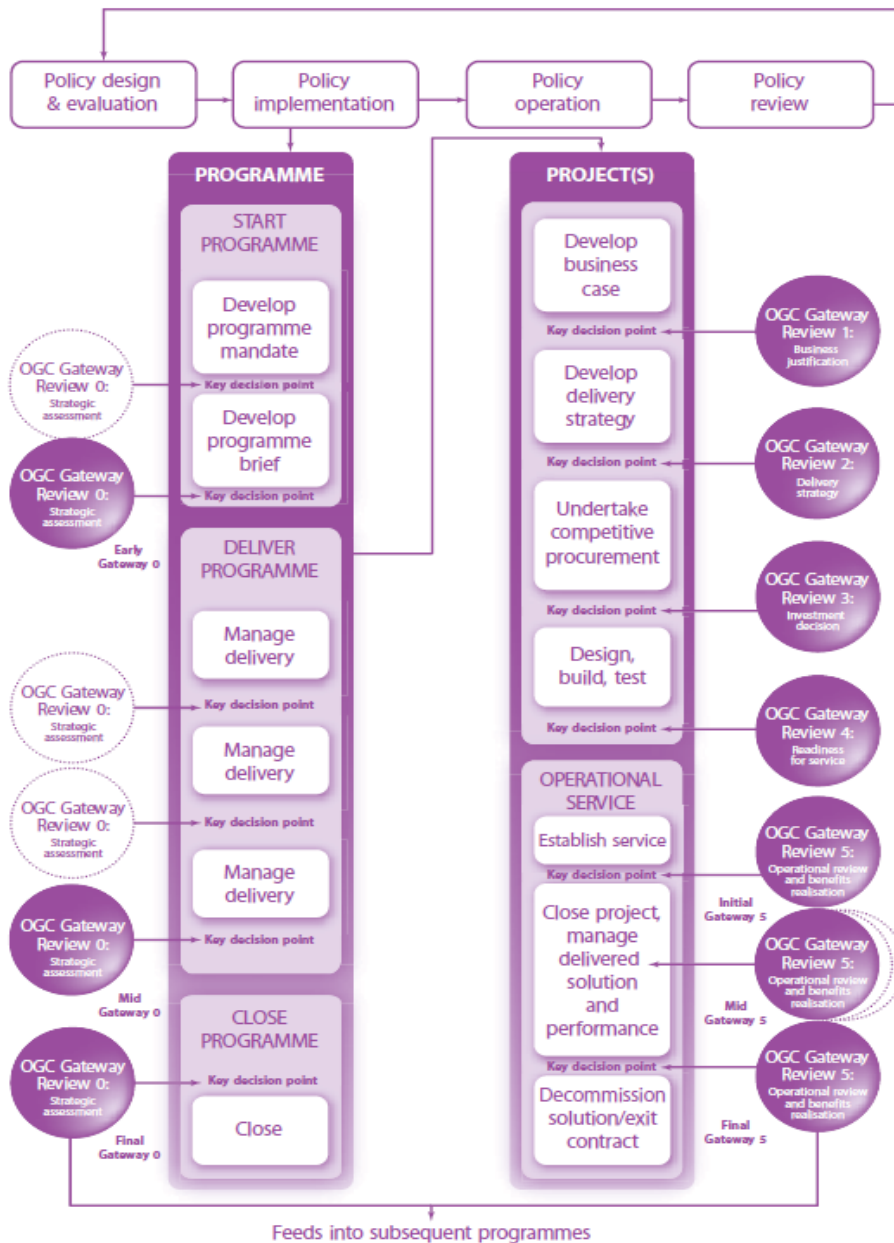 Policy design
& evaluation
Policy
implementation
Policy
operation
Policy
review
PROGRAMME
START
PROGRAMME
Develop
programme
mandate
OGC Gateway
Review 0:
Strategic
assessment
Key decision point
Develop
programme
brief
OGC Gateway
Review 0:
Strategic
assessment
Key decision point
Early
Gateway 0
DELIVER
PROGRAMME
Manage
delivery
OGC Gateway
Review 0:
Strategic
assessment
Key decision point
Manage
delivery
OGC Gateway
Review 0:
Strategic
assessment
Key decision point
Manage
delivery
OGC Gateway
Review 0:
Strategic
assessment
Key decision point
Mid
Gateway 0
CLOSE
PROGRAMME
OGC Gateway
Review 0:
Strategic
assessment
Key decision point
Close
Final
Gateway 0
PROJECT(S)
Develop
business
case
Key decision point
OGC Gateway
Review 1:
Business
justification
Develop
delivery
strategy
Key decision point
OGC Gateway
Review 2:
Delivery
strategy
Undertake
competitive
procurement
Key decision point
OGC Gateway
Review 3:
Investment
decision
Design,
build, test
Key decision point
OGC Gateway
Review 4:
Readiness
for service
OPERATIONAL
SERVICE
Establish service
Key decision point
OGC Gateway
Review 5:
Operational review
and benefits
realisation
Initial
Gateway 5
Close project,
manage
delivered
solution
and
performance
OGC Gateway
Review 5:
Operational review
and benefits
realisation
Mid
Gateway 5
Key decision point
OGC Gateway
Review 5:
Operational review
and benefits
realisation
Decommission
solution/exit
contract
Final
Gateway 5
Feeds into subsequent programmes